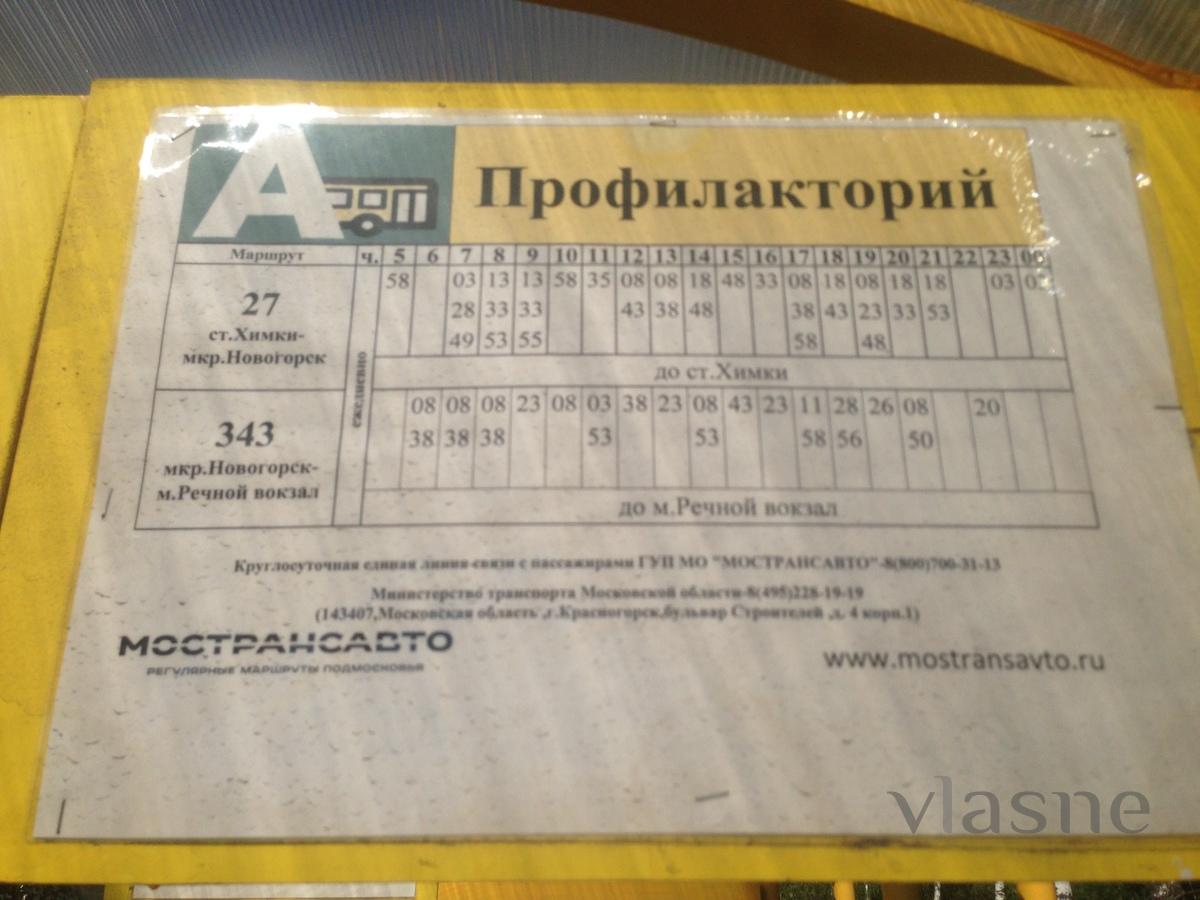 А
Профилакторий
Маршрут ч. 5 6 7 8 9 10 11 12 13 14 15 16 17 18 19 20 21 22 23
27
ст.Химки-
мкр.Новогорск
ежедневно
58 03 13 13 58 35 08 08 18 48 33 08 18 08 18 18 03
28 33 33 43 38 48 38 43 23 33 53
49 53 55 58 48
до ст.Химки
343
мкр.Новогорск-
м.Речной вокзал
08 08 08 23 08 03 38 23 08 43 23 11 28 26 08 20
38 38 38 53 53 58 56 50
до м.Речной вокзал
Круглосуточная единая линия связи с пассажирами ГУП МО "МОСТРАНСАВТО"-8(800)700-31-13
Министерство транспорта Московской области-8(495)228-19-19
(143407,Московская область ,г.Красногорск,бульвар Строителей ,д. 4 корп.1)
МОСТРАНСАВТО
РЕГУЛЯРНЫЕ МАРШРУТЫ ПОДМОСКОВЬЯ
www.mostransavto.ru
vlasne